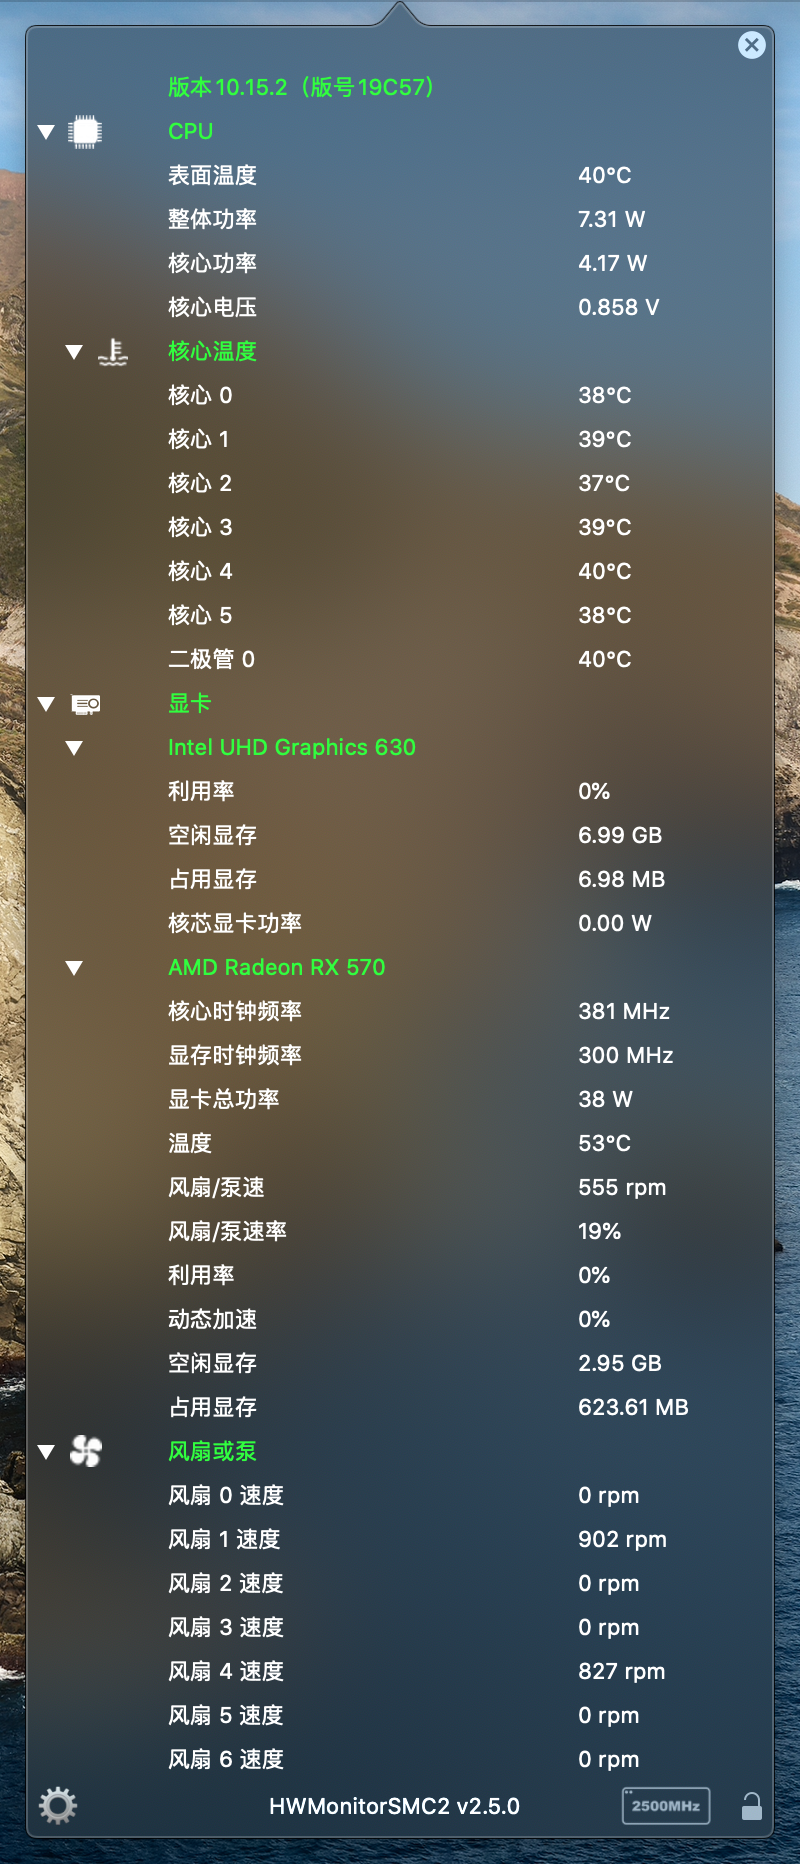 版本10.15.2（版号19C57）
CPU
表面温度 40°C
整体功率 7.31 W
核心功率 4.17 W
核心电压 0.858 V
核心温度
核心 0 38°C
核心 1 39°C
核心 2 37°C
核心 3 39°C
核心 4 40°C
核心 5 38°C
二极管 0 40°C
显卡
Intel UHD Graphics 630
利用率 0%
空闲显存 6.99 GB
占用显存 6.98 MB
核芯显卡功率 0.00 W
AMD Radeon RX 570
核心时钟频率 381 MHz
显存时钟频率 300 MHz
显卡总功率 38 W
温度 53°C
风扇/泵速 555 rpm
风扇/泵速率 19%
利用率 0%
动态加速 0%
空闲显存 2.95 GB
占用显存 623.61 MB
风扇或泵
风扇 0 速度 0 rpm
风扇 1 速度 902 rpm
风扇 2 速度 0 rpm
风扇 3 速度 0 rpm
风扇 4 速度 827 rpm
风扇 5 速度 0 rpm
风扇 6 速度 0 rpm
HWMonitorSMC2 v2.5.0 2500MHz